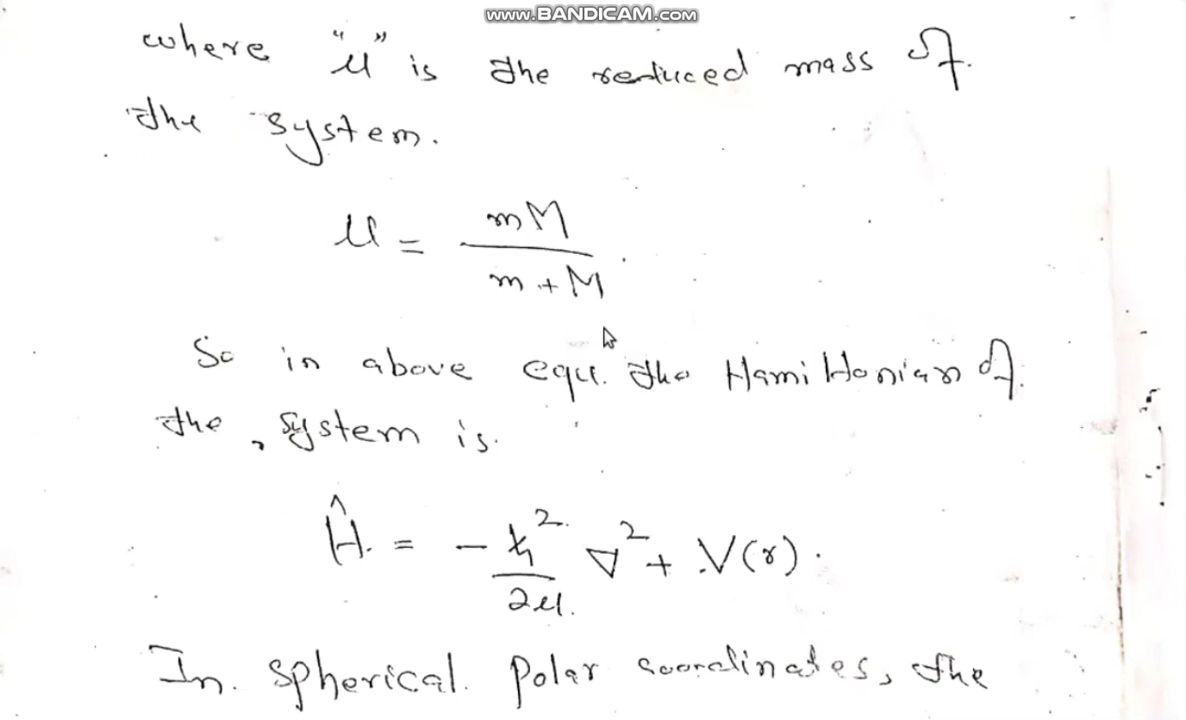 www.BANDICAM.com
where "μ" is the reduced mass of
the system.
μ = mM / m + M
So in above equ. the Hamiltonian of
the system is.
Ĥ = - ħ² / 2μ ∇² + V(r).
In spherical polar coordinates, the